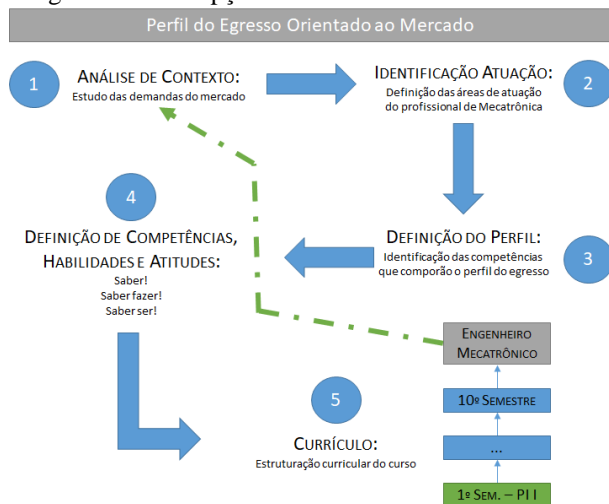 Perfil do Egresso Orientado ao Mercado
1
ANÁLISE DE CONTEXTO:
Estudo das demandas do mercado
IDENTIFICAÇÃO ATUAÇÃO:
Definição das áreas de atuação
do profissional de Mecatrônica
2
4
DEFINIÇÃO DE COMPETÊNCIAS,
HABILIDADES E ATITUDES:
Saber!
Saber fazer!
Saber ser!
DEFINIÇÃO DO PERFIL:
Identificação das competências
que comporão o perfil do egresso
3
5
CURRÍCULO:
Estruturação curricular do curso
ENGENHEIRO
MECATRÔNICO
10º SEMESTRE
...
1º SEM. – PI I